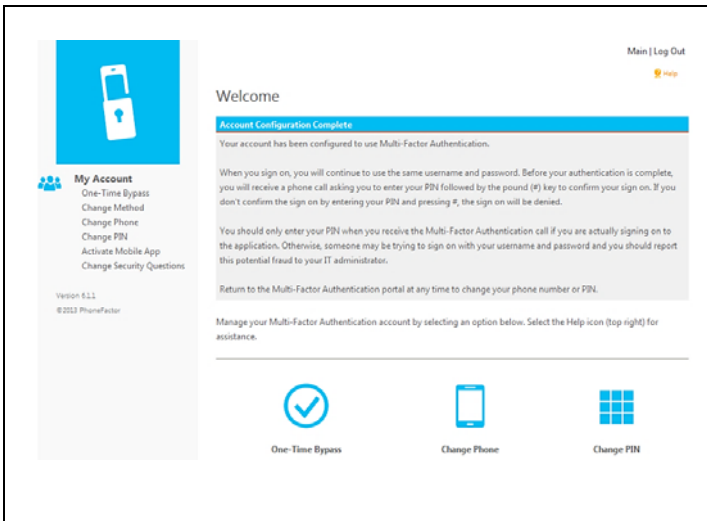 Main | Log Out
Help
Welcome
Account Configuration Complete
Your account has been configured to use Multi-Factor Authentication.
When you sign on, you will continue to use the same username and password. Before your authentication is complete,
you will receive a phone call asking you to enter your PIN followed by the pound (#) key to confirm your sign on. If you
don't confirm the sign on by entering your PIN and pressing #, the sign on will be denied.
You should only enter your PIN when you receive the Multi-Factor Authentication call if you are actually signing on to
the application. Otherwise, someone may be trying to sign on with your username and password and you should report
this potential fraud to your IT administrator.
Return to the Multi-Factor Authentication portal at any time to change your phone number or PIN.
My Account
One-Time Bypass
Change Method
Change Phone
Change PIN
Activate Mobile App
Change Security Questions
Version 6.1.1
©2013 PhoneFactor
Manage your Multi-Factor Authentication account by selecting an option below. Select the Help icon (top right) for
assistance.
One-Time Bypass
Change Phone
Change PIN